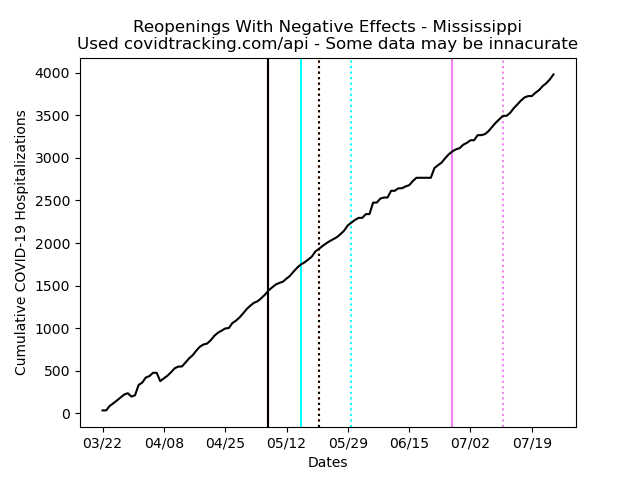 Reopenings With Negative Effects - Mississippi
Used covidtracking.com/api - Some data may be innacurate
Cumulative COVID-19 Hospitalizations
4000
3500
3000
2500
2000
1500
1000
500
0
03/22 04/08 04/25 05/12 05/29 06/15 07/02 07/19
Dates